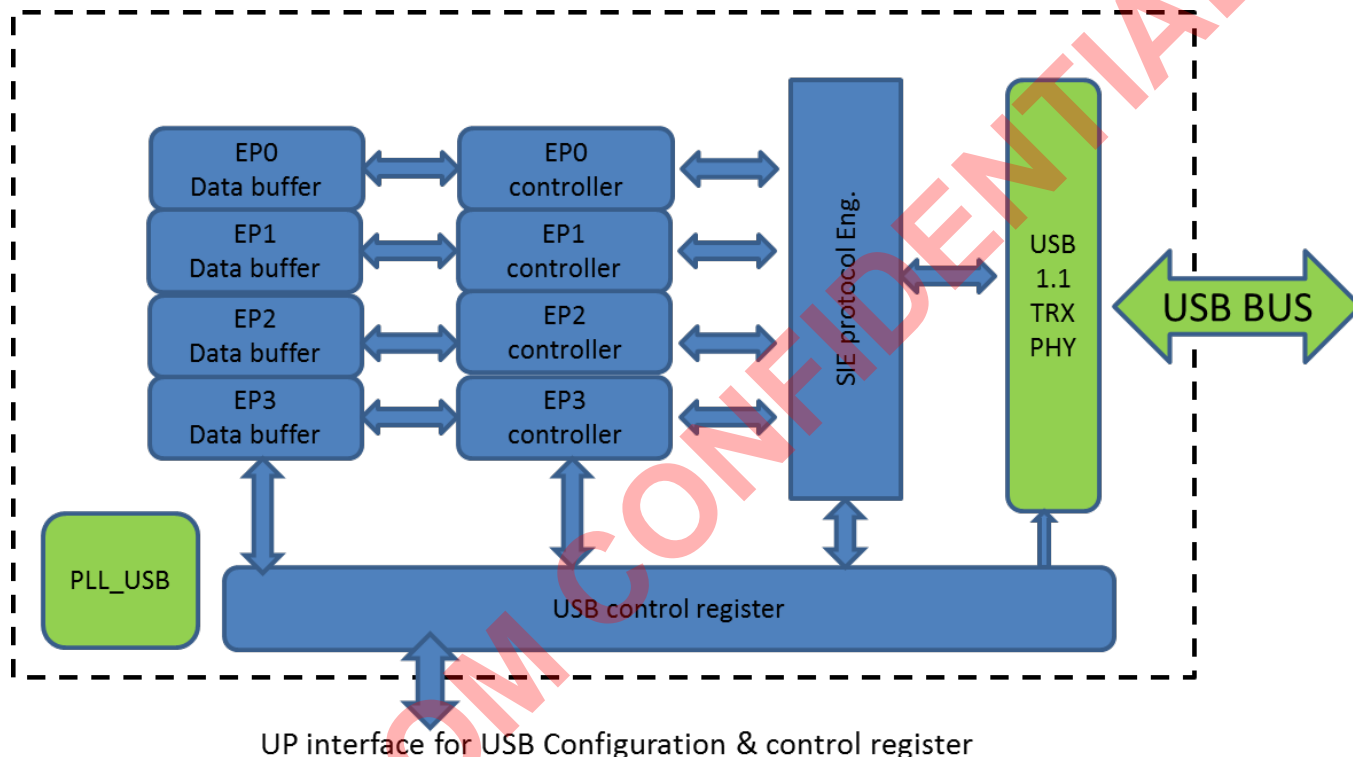 EP0
Data buffer
EP0
controller
EP1
Data buffer
EP1
controller
EP2
Data buffer
EP2
controller
EP3
Data buffer
EP3
controller
SIE protocol Eng.
USB
1.1
TRX
PHY
USB BUS
PLL_USB
USB control register
UP interface for USB Configuration & control register
OM CONFIDENTIAL